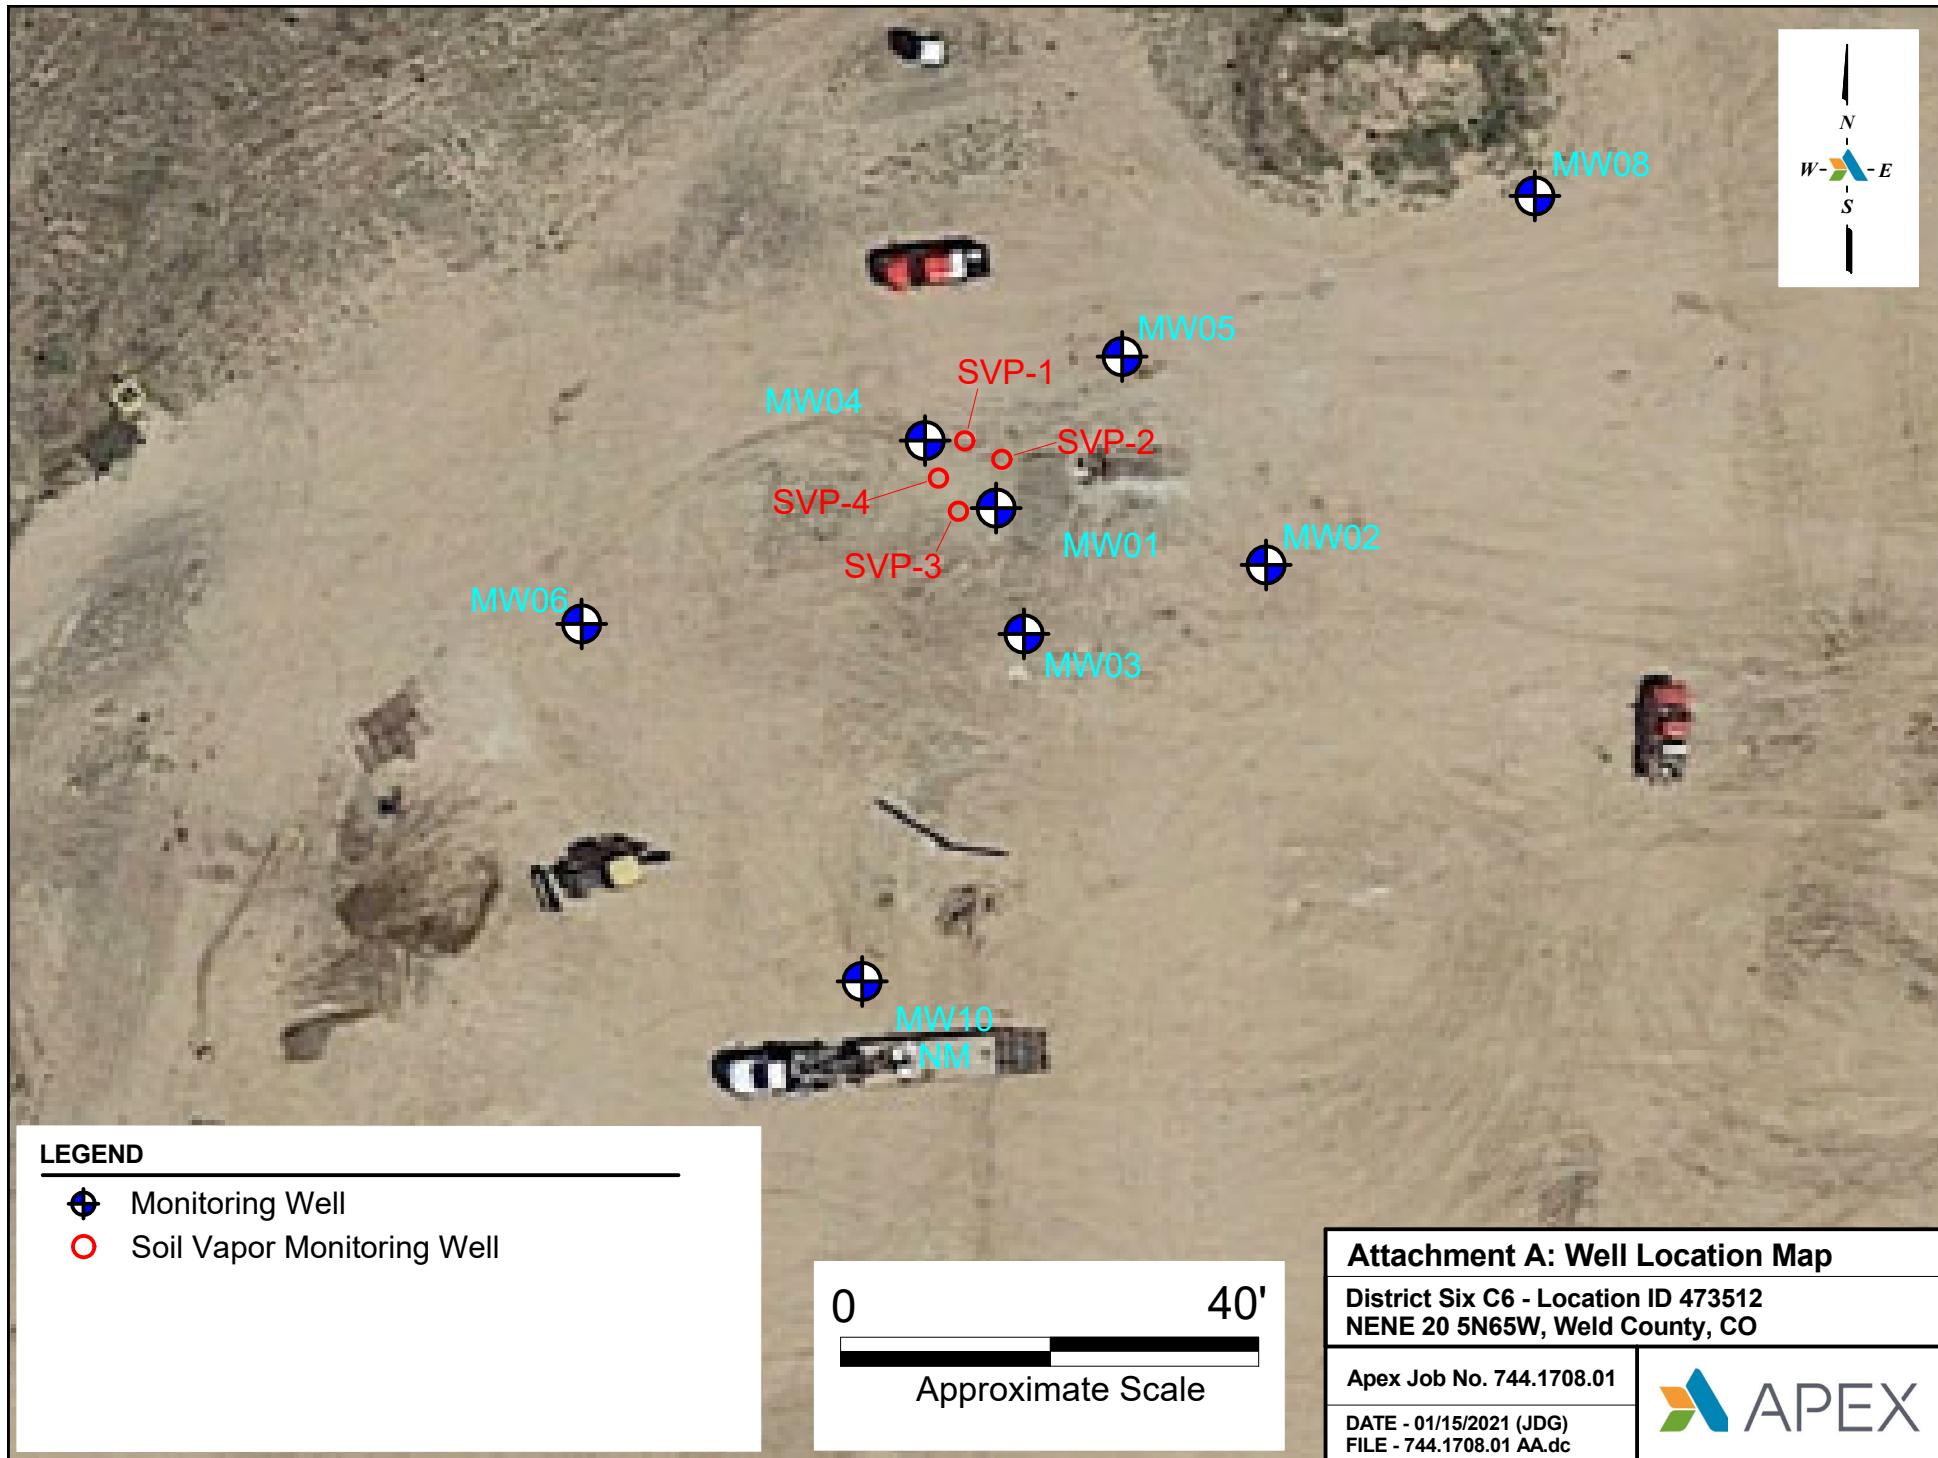 N
W- -E
S
MW08
MW05
SVP-1
MW04
SVP-2
SVP-4
MW01
MW02
SVP-3
MW06
MW03
MW10
NM
LEGEND
Monitoring Well
Soil Vapor Monitoring Well
0 40'
Approximate Scale
Attachment A: Well Location Map
District Six C6 - Location ID 473512
NENE 20 5N65W, Weld County, CO
Apex Job No. 744.1708.01
DATE - 01/15/2021 (JDG)
FILE - 744.1708.01 AA.dc
APEX